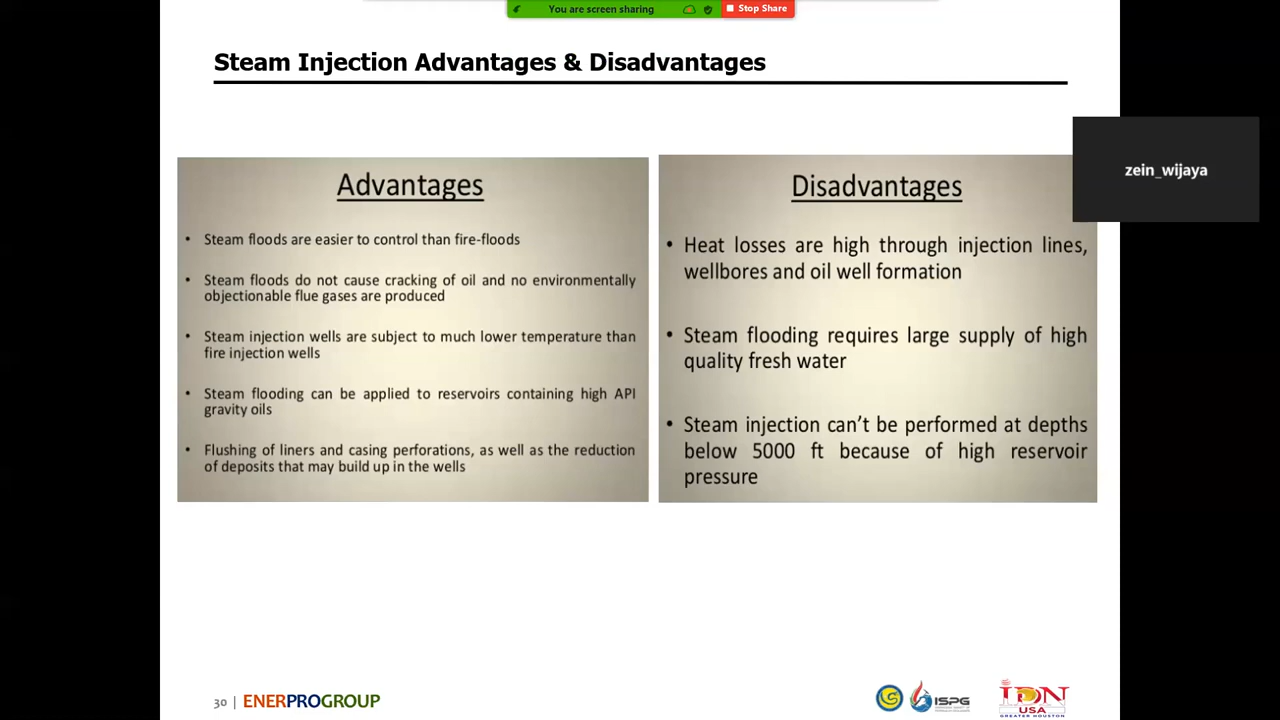 You are screen sharing
Stop Share
Steam Injection Advantages & Disadvantages
zein_wijaya
Advantages
• Steam floods are easier to control than fire-floods
• Steam floods do not cause cracking of oil and no environmentally
objectionable flue gases are produced
• Steam injection wells are subject to much lower temperature than
fire injection wells
• Steam flooding can be applied to reservoirs containing high API
gravity oils
• Flushing of liners and casing perforations, as well as the reduction
of deposits that may build up in the wells
Disadvantages
• Heat losses are high through injection lines,
wellbores and oil well formation
• Steam flooding requires large supply of high
quality fresh water
• Steam injection can't be performed at depths
below 5000 ft because of high reservoir
pressure
30 | ENERPROGROUP
ISPG
IDN
USA
GREATER HOUSTON